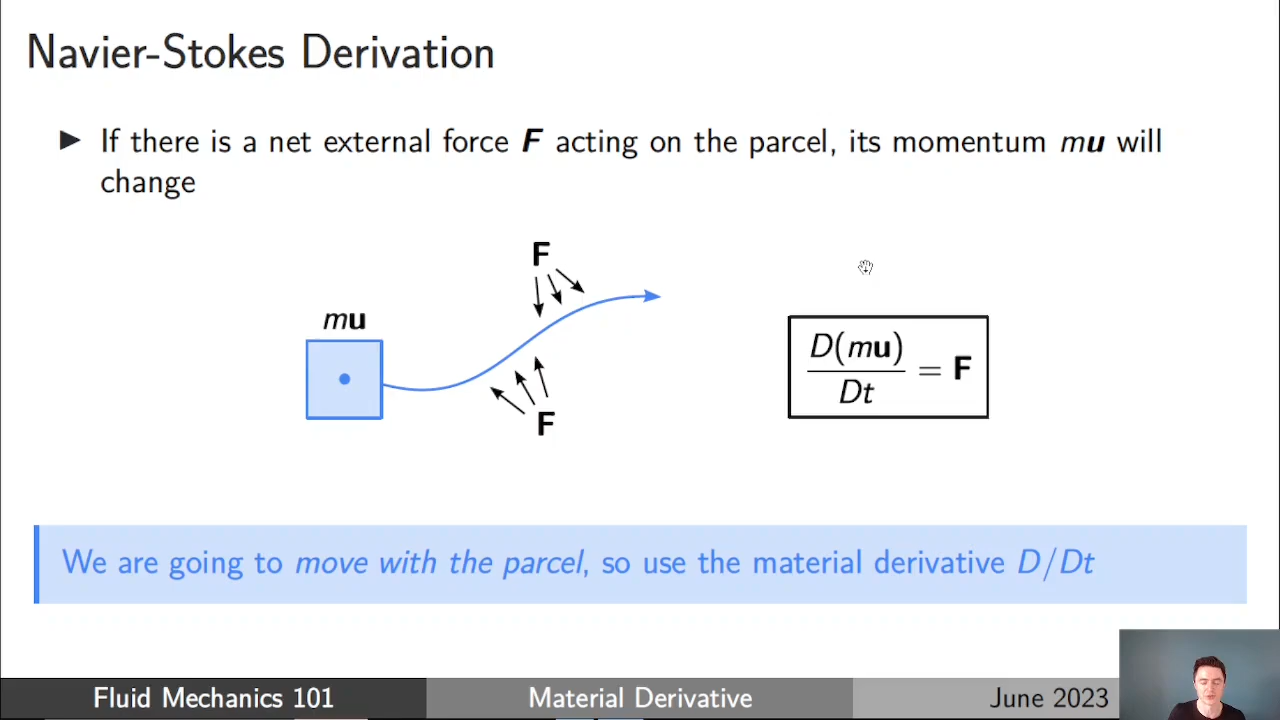 Navier-Stokes Derivation
▶ If there is a net external force F acting on the parcel, its momentum mu will
change
F
mu
D(mu)
Dt
= F
F
We are going to move with the parcel, so use the material derivative D/Dt
Fluid Mechanics 101
Material Derivative
June 2023